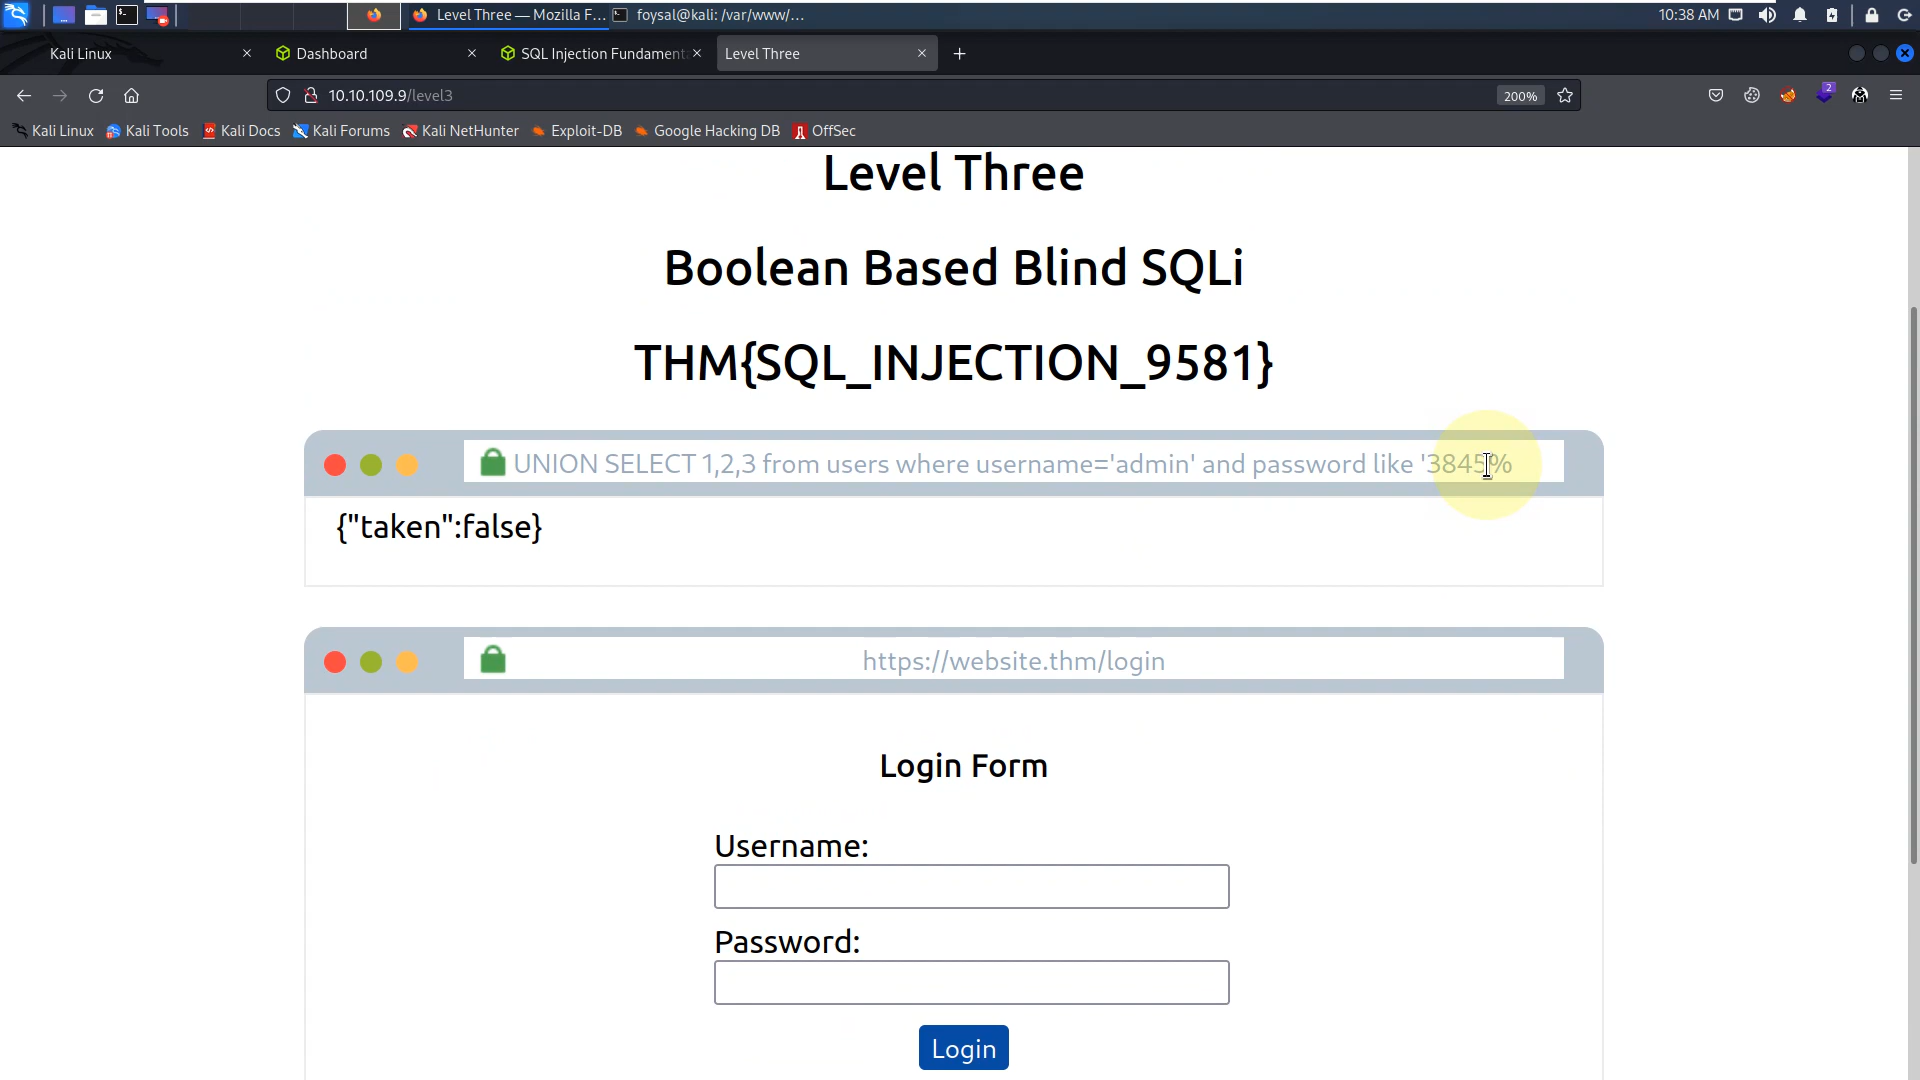 Level Three — Mozilla F...
foysal@kali: /var/www/...
10:38 AM
Kali Linux
Dashboard
SQL Injection Fundament
Level Three
10.10.109.9/level3
200%
2
Kali Linux
Kali Tools
Kali Docs
Kali Forums
Kali NetHunter
Exploit-DB
Google Hacking DB
OffSec
Level Three
Boolean Based Blind SQLi
THM{SQL_INJECTION_9581}
UNION SELECT 1,2,3 from users where username='admin' and password like '3845%
{"taken":false}
https://website.thm/login
Login Form
Username:
Password:
Login